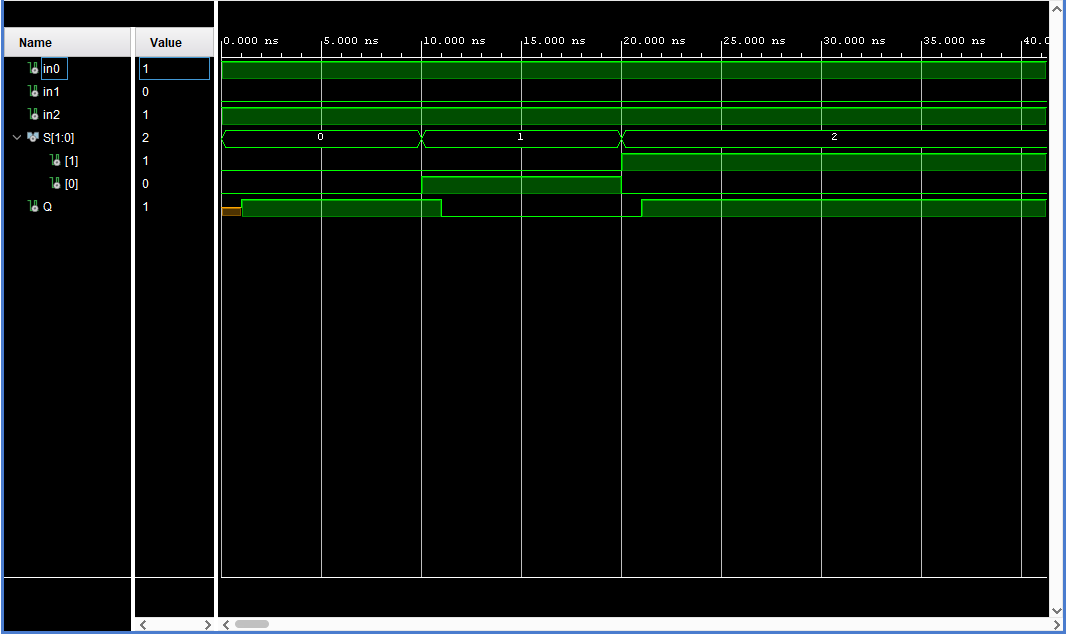 Name Value 0.000 ns 5.000 ns 10.000 ns 15.000 ns 20.000 ns 25.000 ns 30.000 ns 35.000 ns 40.0
in0 1
in1 0
in2 1
S[1:0] 2 0 1 2
[1] 1
[0] 0
Q 1